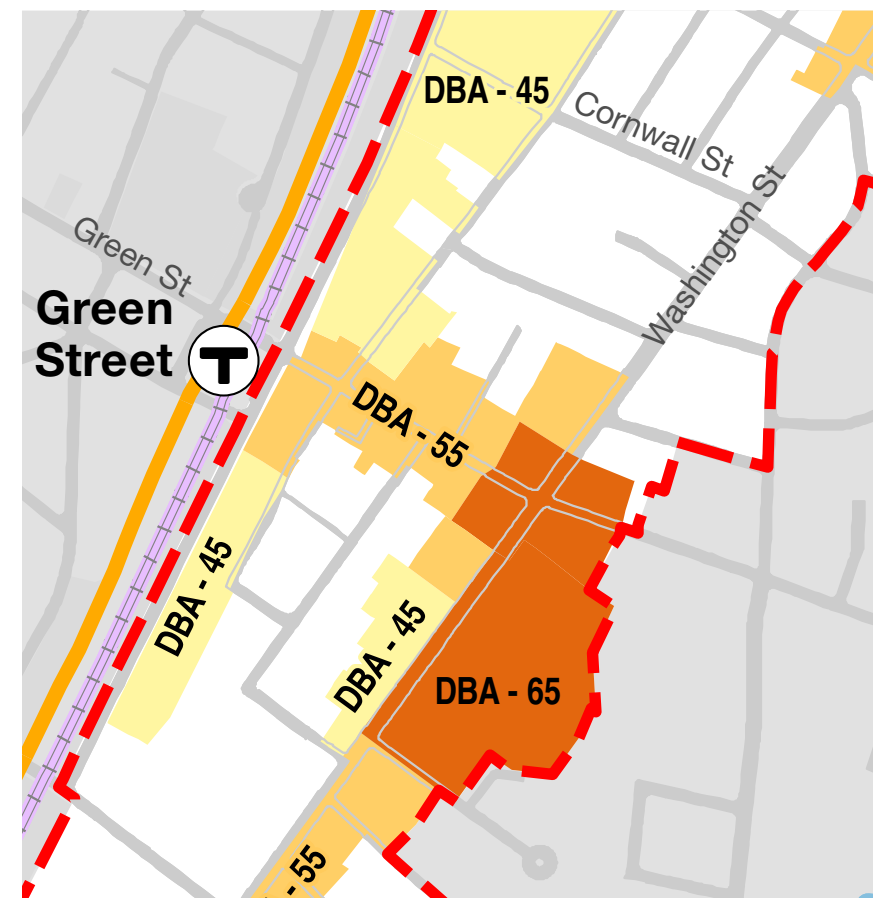 DBA - 45
Cornwall St
Washington St
Green St
Green
Street
T
DBA - 55
DBA - 45
DBA - 45
DBA - 65
- 55